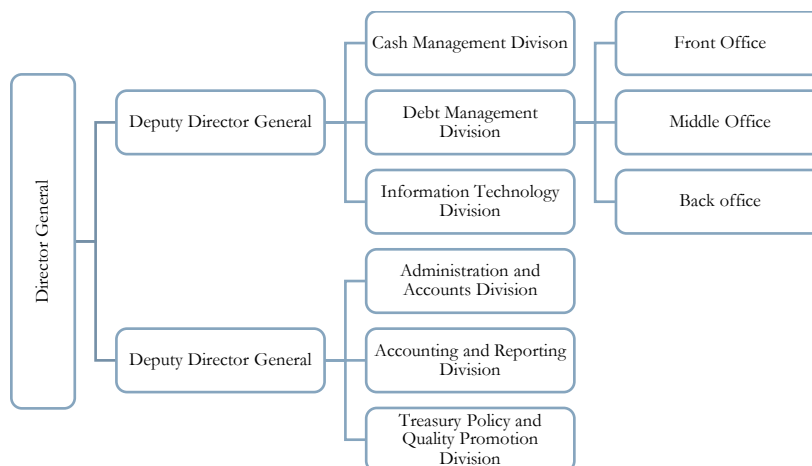 Director General
Deputy Director General
Cash Management Divison
Debt Management
Division
Front Office
Middle Office
Back office
Information Technology
Division
Deputy Director General
Administration and
Accounts Division
Accounting and Reporting
Division
Treasury Policy and
Quality Promotion
Division